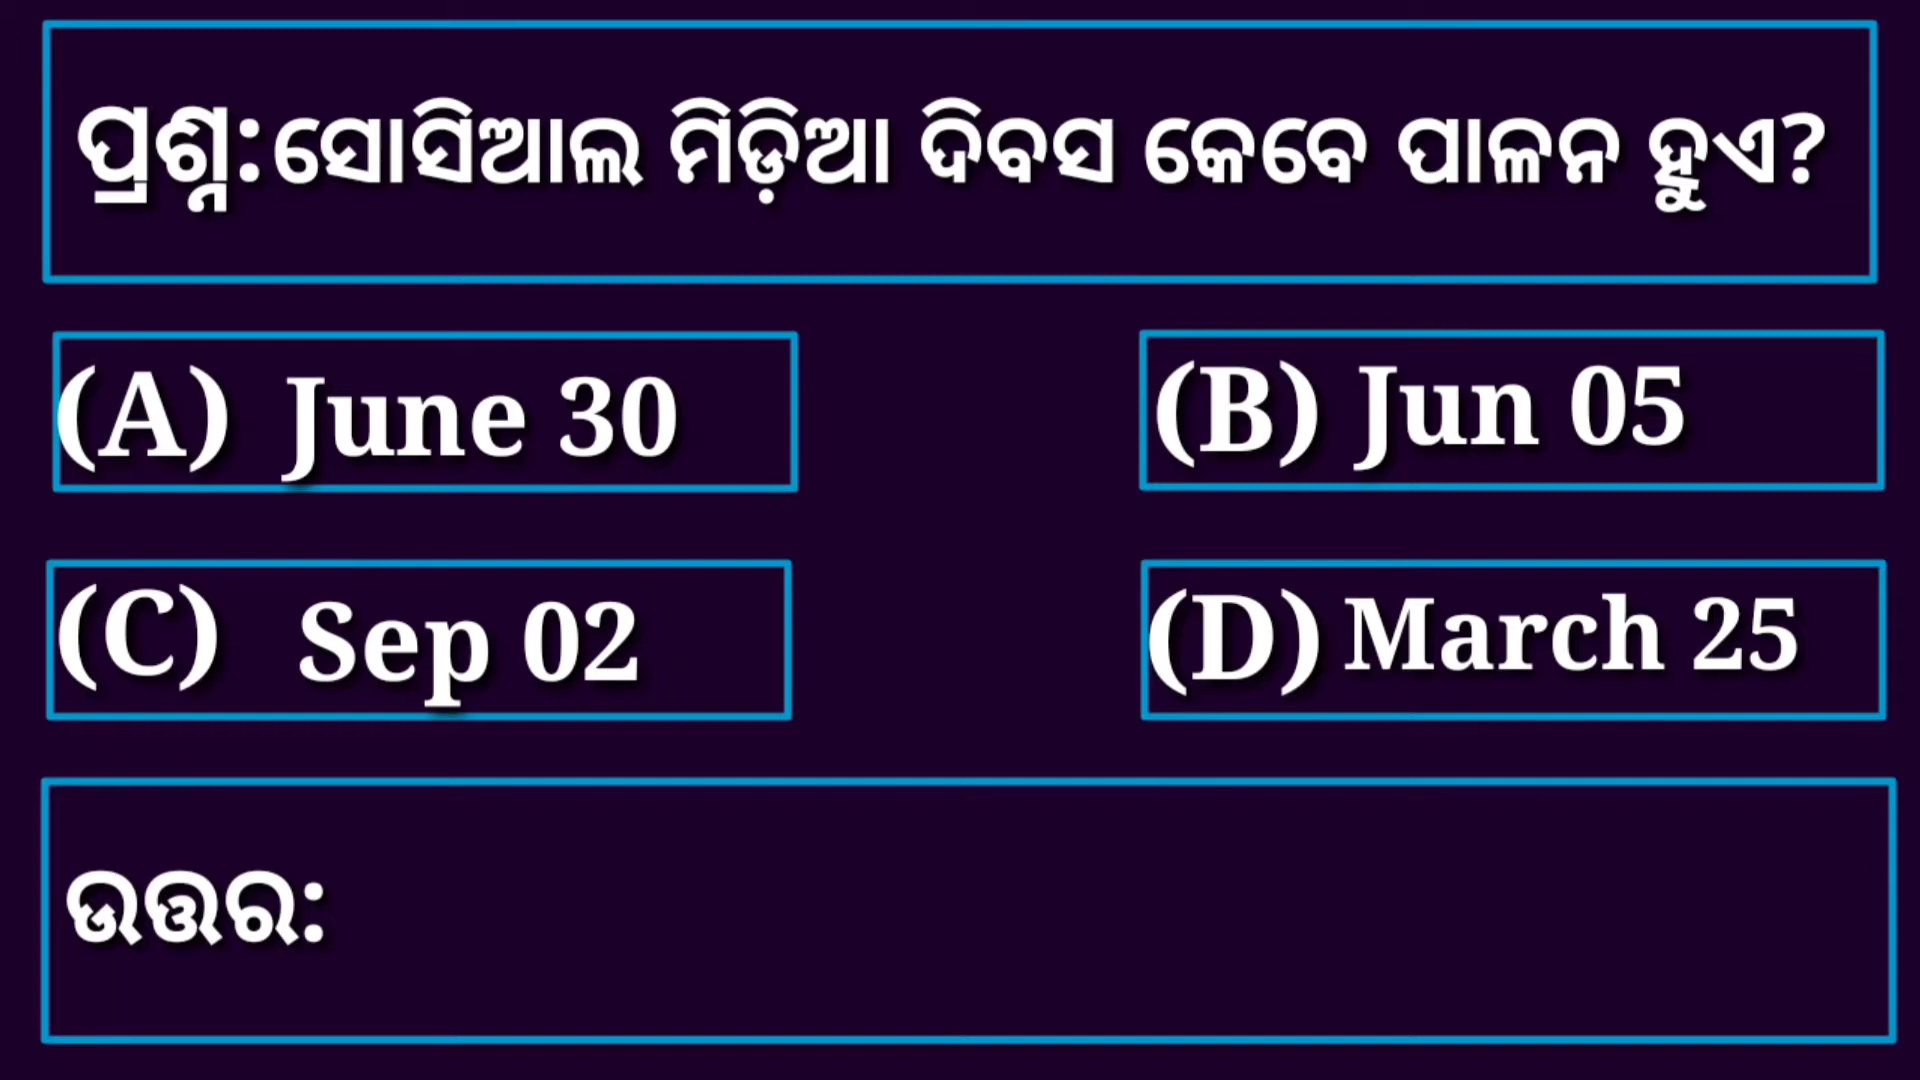 ପ୍ରଶ୍ନ:ସୋସିଆଲ ମିଡ଼ିଆ ଦିବସ କେବେ ପାଳନ ହୁଏ?
(A) June 30
(B) Jun 05
(C) Sep 02
(D) March 25
ଉତ୍ତର: